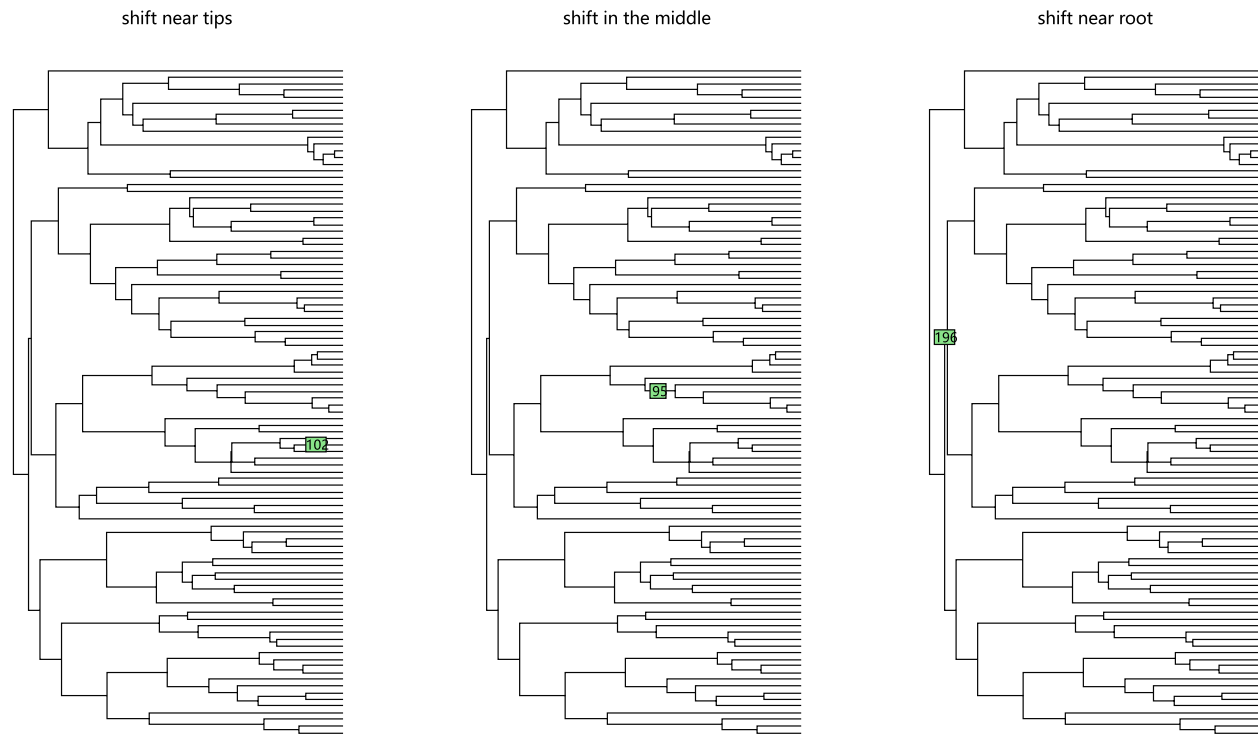 shift near tips
shift in the middle
shift near root
196
95
102